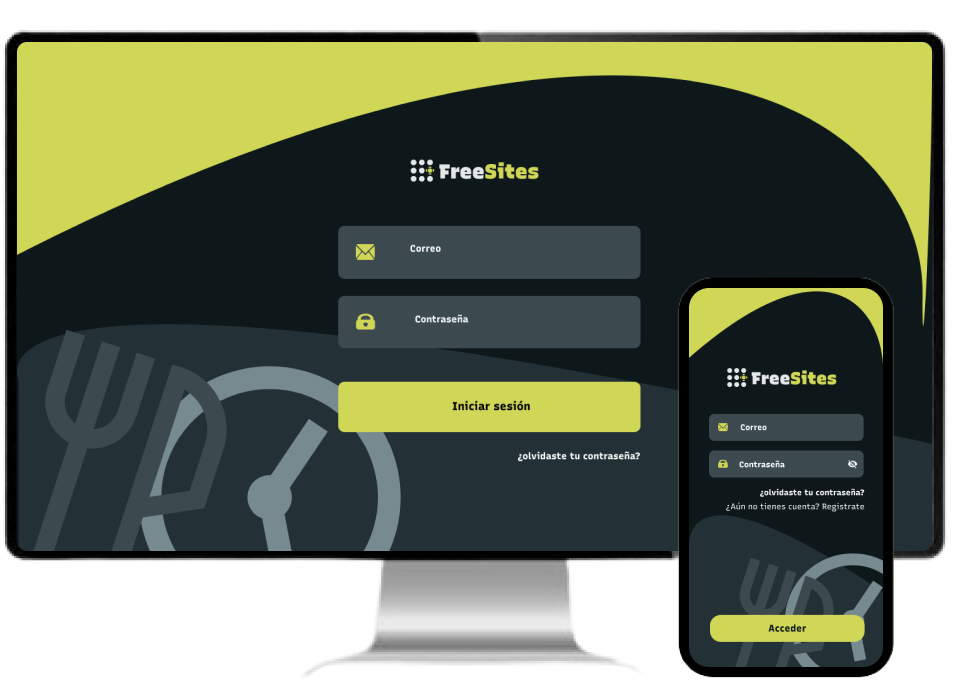 FreeSites
Correo
Contraseña
Iniciar sesión
¿olvidaste tu contraseña?
FreeSites
Correo
Contraseña
¿olvidaste tu contraseña?
¿Aún no tienes cuenta? Registrate
Acceder